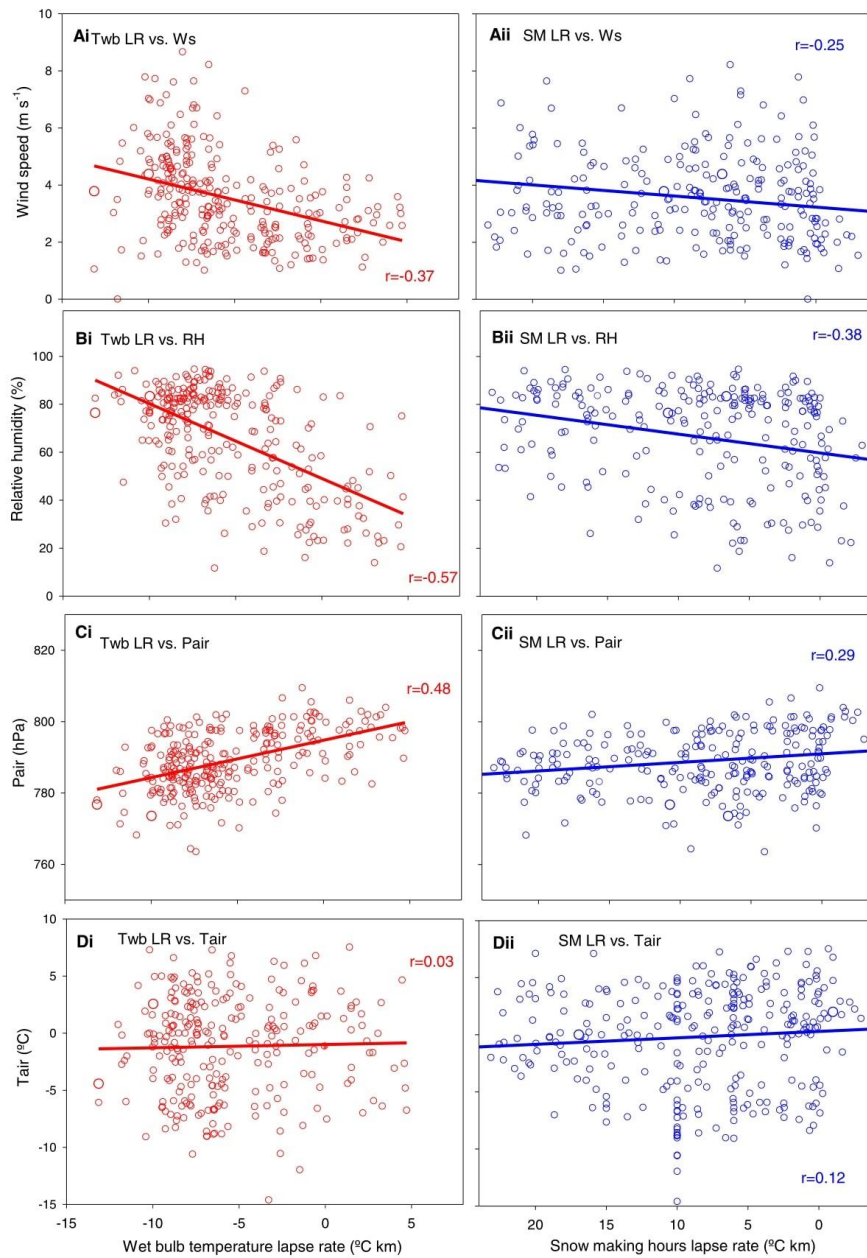 Ai Twb LR vs. Ws
Aii SM LR vs. Ws
r=-0.25
Wind speed (m s⁻¹)
10
8
6
4
2
0
r=-0.37
Bi Twb LR vs. RH
Bii SM LR vs. RH
r=-0.38
Relative humidity (%)
100
80
60
40
20
0
r=-0.57
Ci Twb LR vs. Pair
Cii SM LR vs. Pair
r=0.48
r=0.29
Pair (hPa)
820
800
780
760
Di Twb LR vs. Tair
Dii SM LR vs. Tair
r=0.03
Tair (ºC)
10
5
0
-5
-10
-15
r=0.12
-15 -10 -5 0 5
20 15 10 5 0
Wet bulb temperature lapse rate (ºC km)
Snow making hours lapse rate (ºC km)